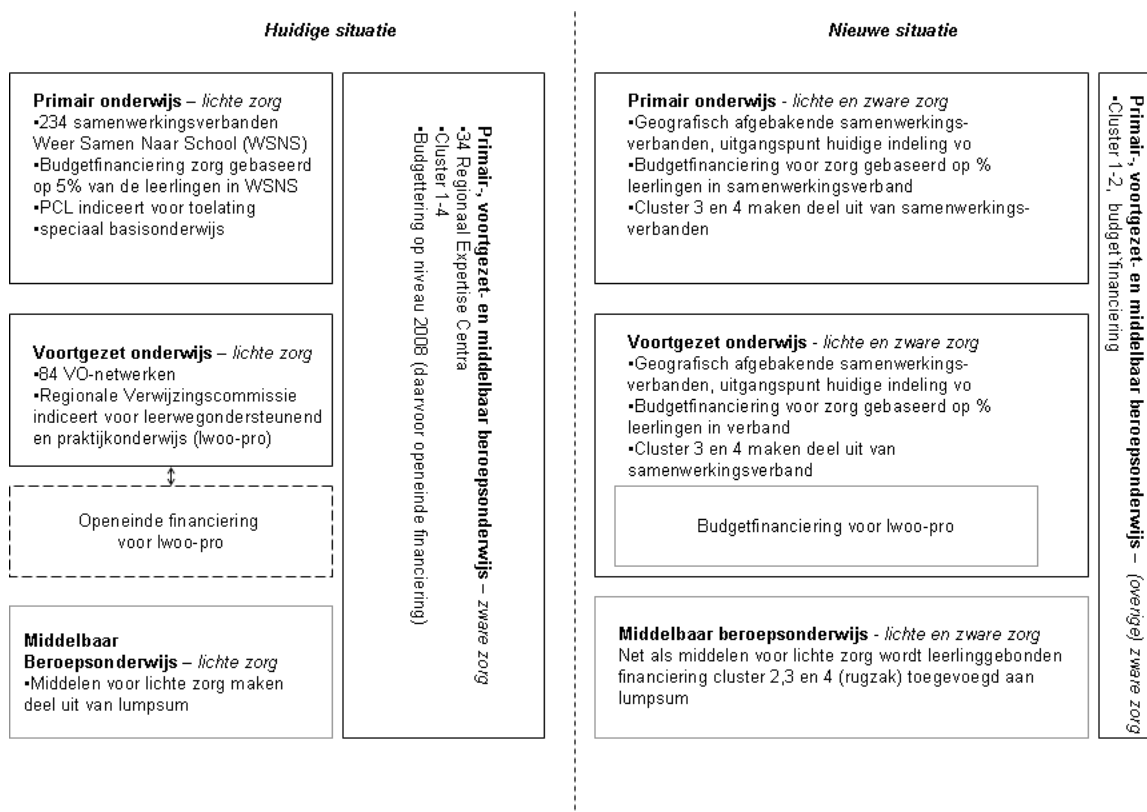 Huidige situatie
Primair onderwijs – lichte zorg
▪234 samenwerkingsverbanden
Weer Samen Naar School (WSNS)
▪Budgetfinanciering zorg gebaseerd
op 5% van de leerlingen in WSNS
▪PCL indiceert voor toelating
▪speciaal basisonderwijs
Voortgezet onderwijs – lichte zorg
▪84 VO-netwerken
▪Regionale Verwijzingscommissie
indiceert voor leerwegondersteunend
en praktijkonderwijs (lwoo-pro)
Openeinde financiering
voor lwoo-pro
Middelbaar
Beroepsonderwijs – lichte zorg
▪Middelen voor lichte zorg maken
deel uit van lumpsum
Primair-, voortgezet- en middelbaar beroepsonderwijs – zware zorg
▪34 Regionaal Expertise Centra
▪Cluster 1-4
▪Budgettering op niveau 2008 (daarvoor openeinde financiering)
Nieuwe situatie
Primair onderwijs - lichte en zware zorg
▪Geografisch afgebakende samenwerkings-
verbanden, uitgangspunt huidige indeling vo
▪Budgetfinanciering voor zorg gebaseerd op %
leerlingen in samenwerkingsverband
▪Cluster 3 en 4 maken deel uit van samenwerkings-
verbanden
Voortgezet onderwijs - lichte en zware zorg
▪Geografisch afgebakende samenwerkings-
verbanden, uitgangspunt huidige indeling vo
▪Budgetfinanciering voor zorg gebaseerd op %
leerlingen in verband
▪Cluster 3 en 4 maken deel uit van
samenwerkingsverband
Budgetfinanciering voor lwoo-pro
Middelbaar beroepsonderwijs - lichte en zware zorg
Net als middelen voor lichte zorg wordt leerlinggebonden
financiering cluster 2,3 en 4 (rugzak) toegevoegd aan
lumpsum
Primair-, voortgezet- en middelbaar beroepsonderwijs – (overige) zware zorg
▪Cluster 1-2, budget financiering